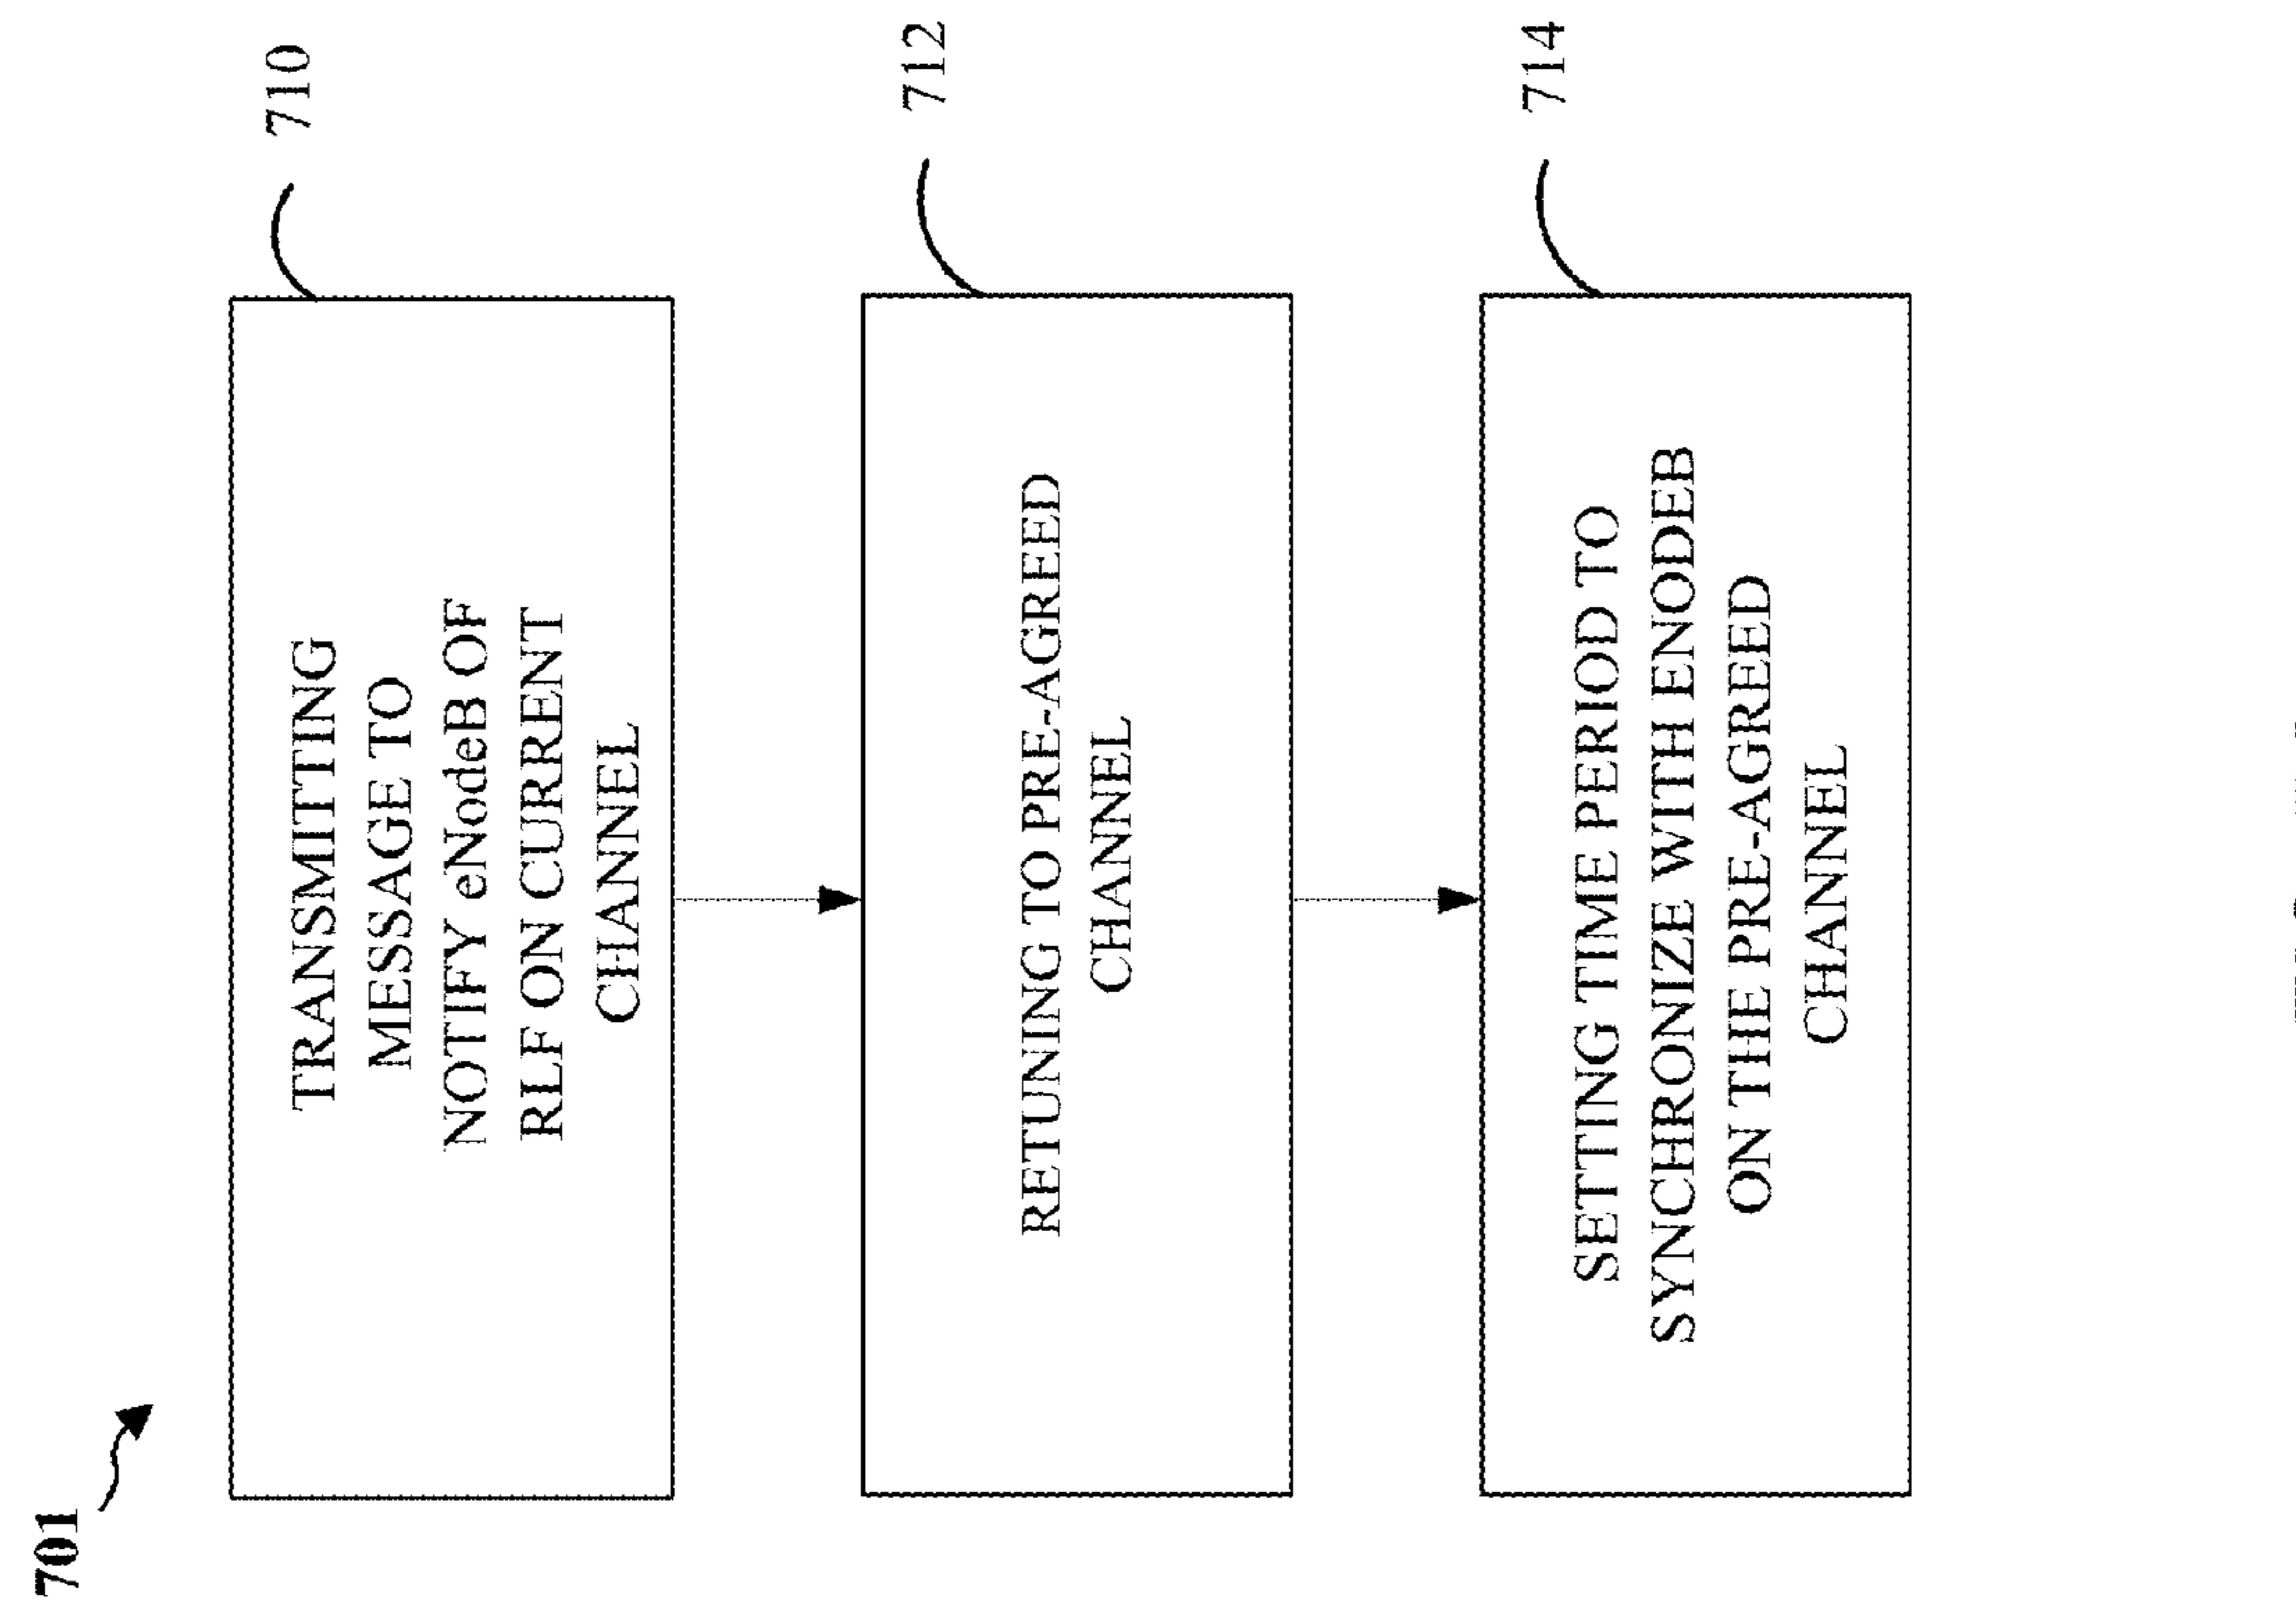 701
710
TRANSMITTING
MESSAGE TO
NOTIFY eNodeB OF
RLF ON CURRENT
CHANNEL
712
RETUNING TO PRE-AGREED
CHANNEL
714
SETTING TIME PERIOD TO
SYNCHRONIZE WITH ENODEB
ON THE PRE-AGREED
CHANNEL